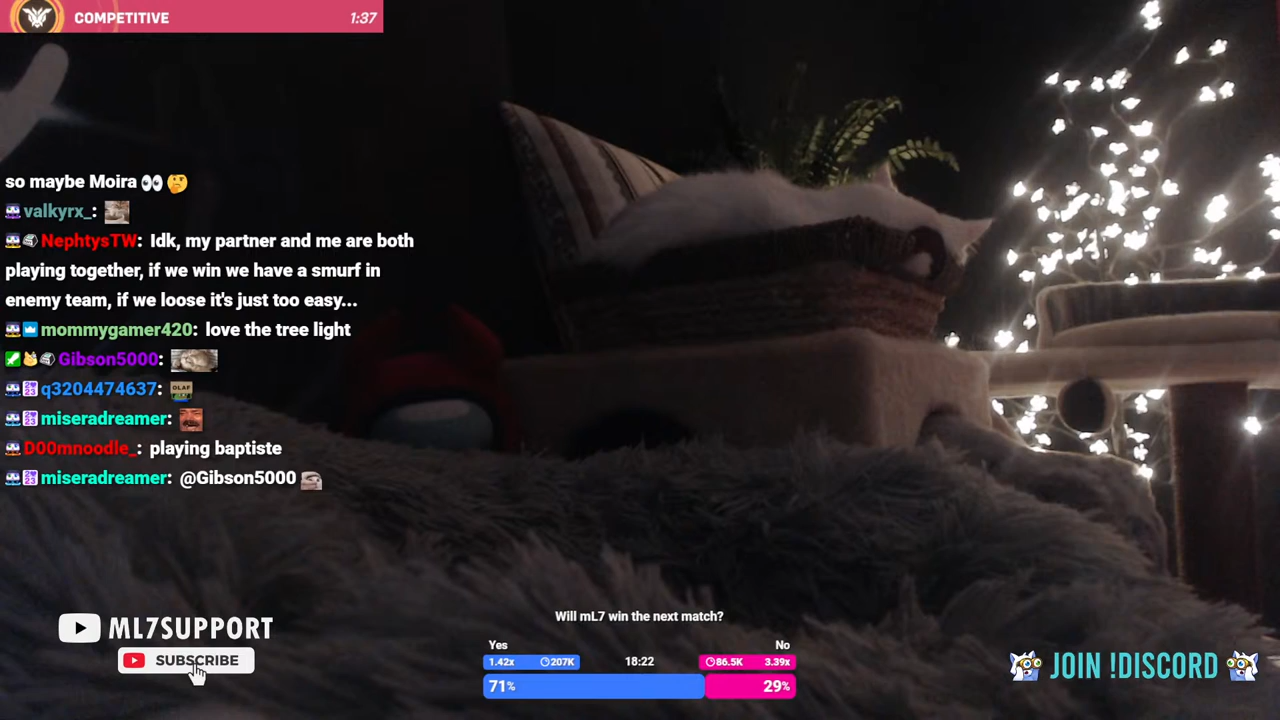 COMPETITIVE 1:37
so maybe Moira 👀 🤔
valkyrx_:
NephtysTW: Idk, my partner and me are both
playing together, if we win we have a smurf in
enemy team, if we loose it's just too easy...
mommygamer420: love the tree light
Gibson5000:
q3204474637: OLAF
miseradreamer:
D00mnoodle_: playing baptiste
miseradreamer: @Gibson5000
ML7SUPPORT
SUBSCRIBE
Will mL7 win the next match?
Yes No
1.42x 207K 18:22 86.5K 3.39x
71% 29%
JOIN !DISCORD